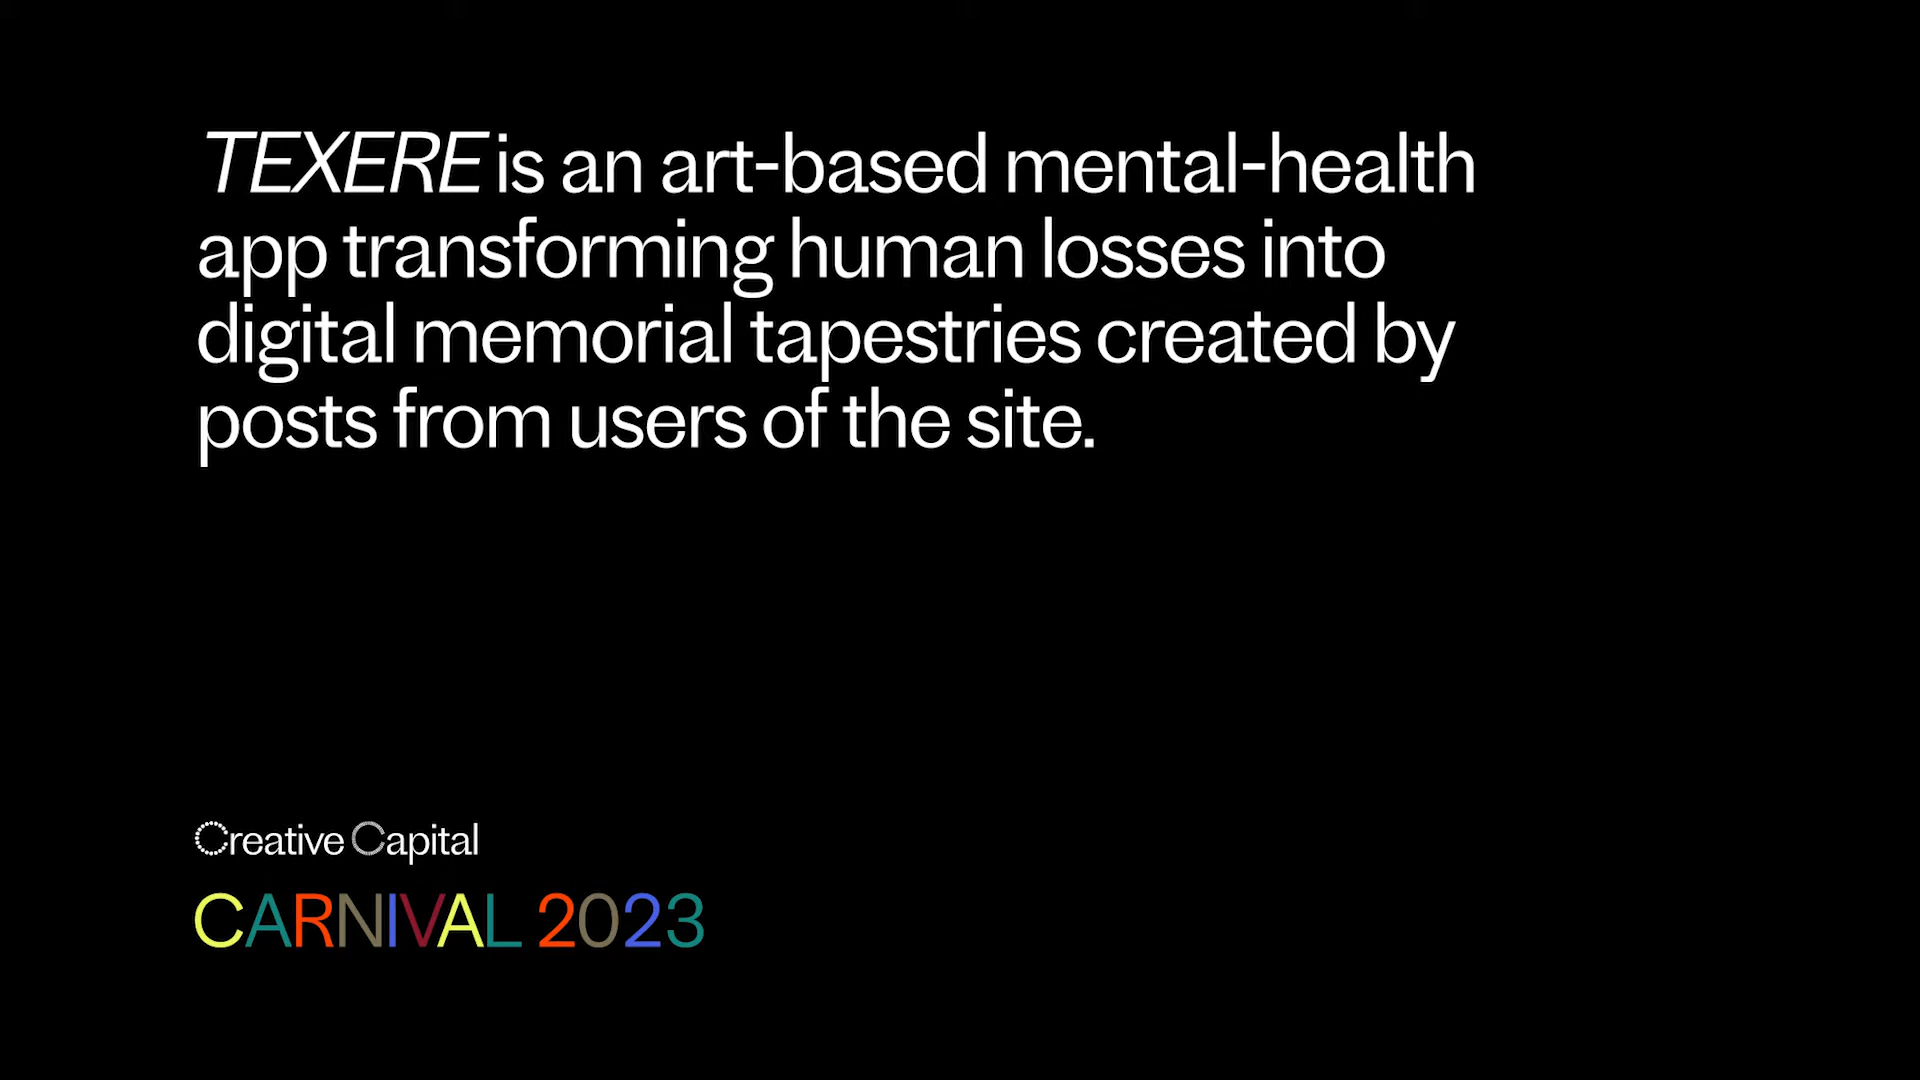 TEXERE is an art-based mental-health
app transforming human losses into
digital memorial tapestries created by
posts from users of the site.
Creative Capital
CARNIVAL 2023